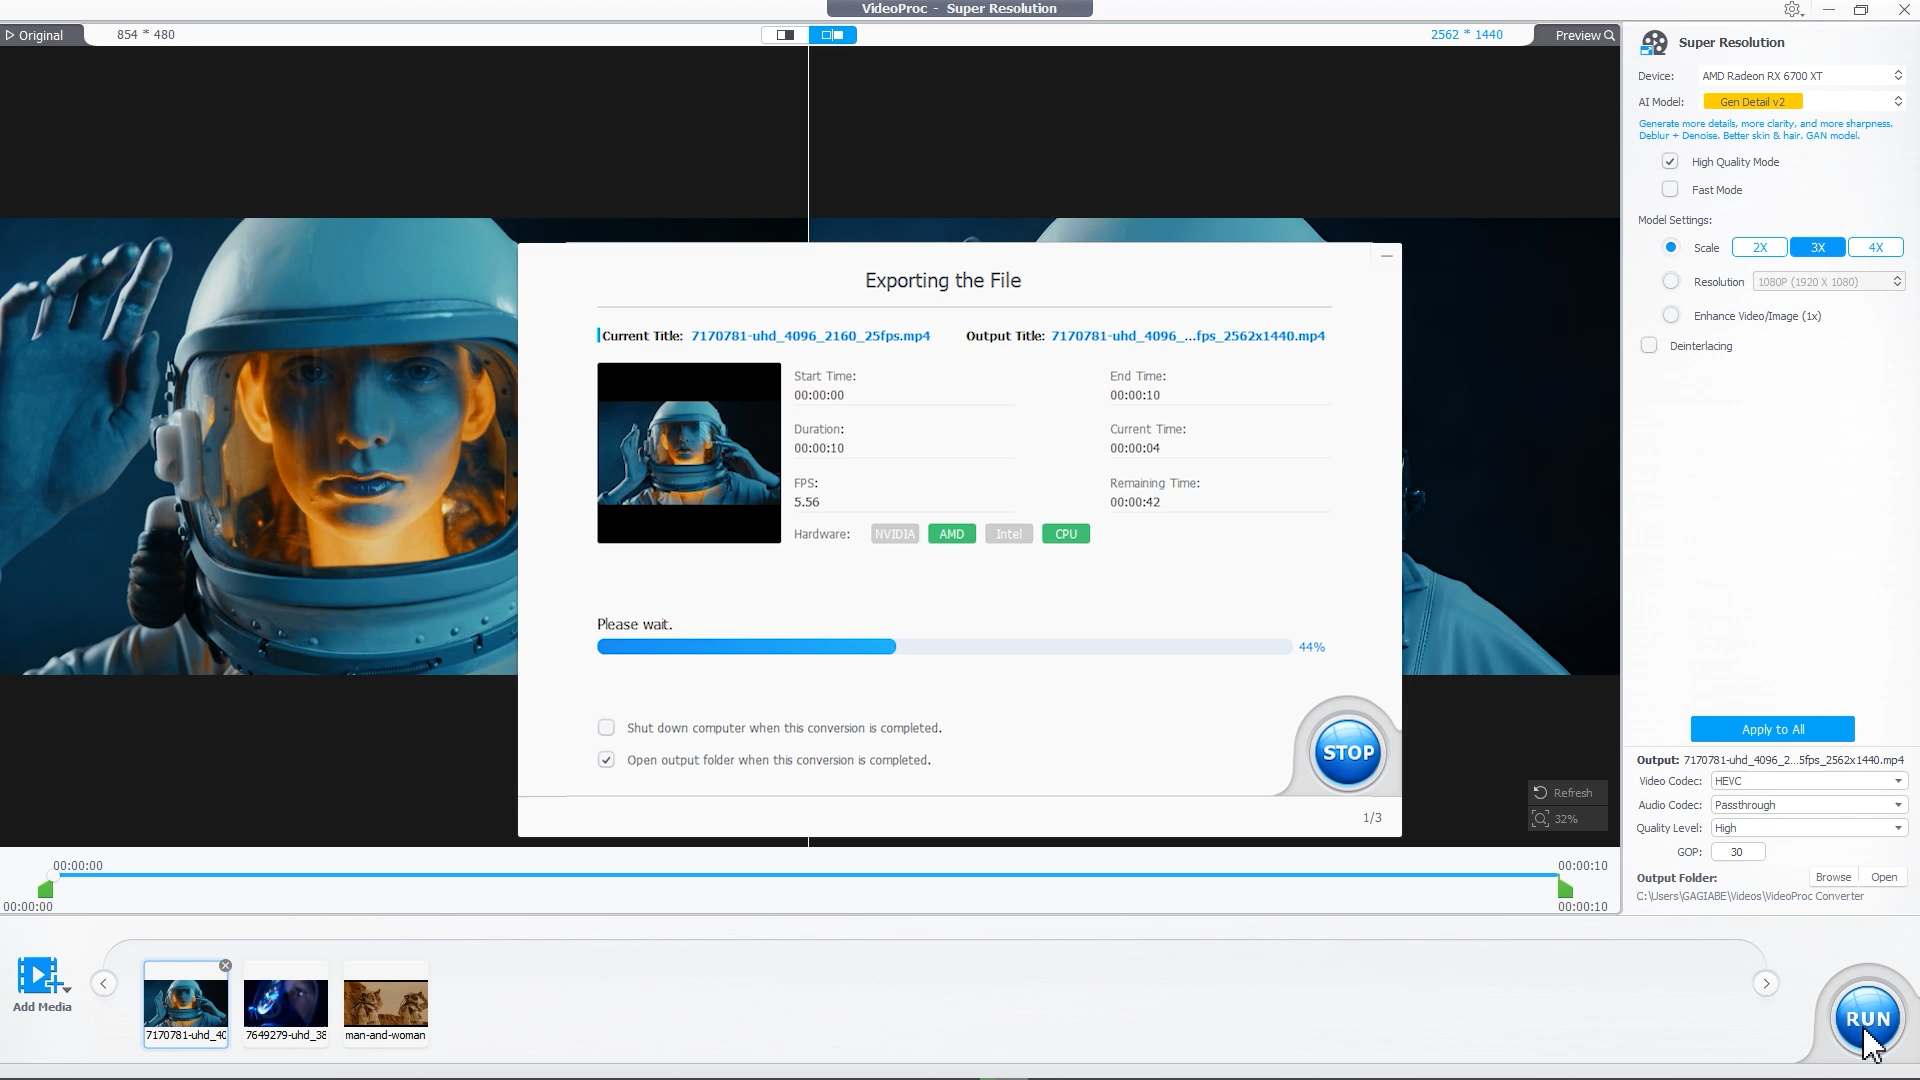 VideoProc - Super Resolution
Original
854 * 480
2562 * 1440
Preview
Super Resolution
Device: AMD Radeon RX 6700 XT
AI Model: Gen Detail v2
Generate more details, more clarity, and more sharpness.
Deblur + Denoise. Better skin & hair. GAN model.
High Quality Mode
Fast Mode
Model Settings:
Scale 2X 3X 4X
Resolution 1080P (1920 X 1080)
Enhance Video/Image (1x)
Deinterlacing
Exporting the File
Current Title: 7170781-uhd_4096_2160_25fps.mp4 Output Title: 7170781-uhd_4096_...fps_2562x1440.mp4
Start Time: End Time:
00:00:00 00:00:10
Duration: Current Time:
00:00:10 00:00:04
FPS: Remaining Time:
5.56 00:00:42
Hardware: NVIDIA AMD Intel CPU
Please wait.
44%
Shut down computer when this conversion is completed.
Open output folder when this conversion is completed.
STOP
1/3
Refresh
32%
Apply to All
Output: 7170781-uhd_4096_2...5fps_2562x1440.mp4
Video Codec: HEVC
Audio Codec: Passthrough
Quality Level: High
GOP: 30
Output Folder: Browse Open
C:\Users\GAGIABE\Videos\VideoProc Converter
00:00:00 00:00:10
00:00:00 00:00:10
Add Media
7170781-uhd_40 7649279-uhd_38 man-and-woman
RUN